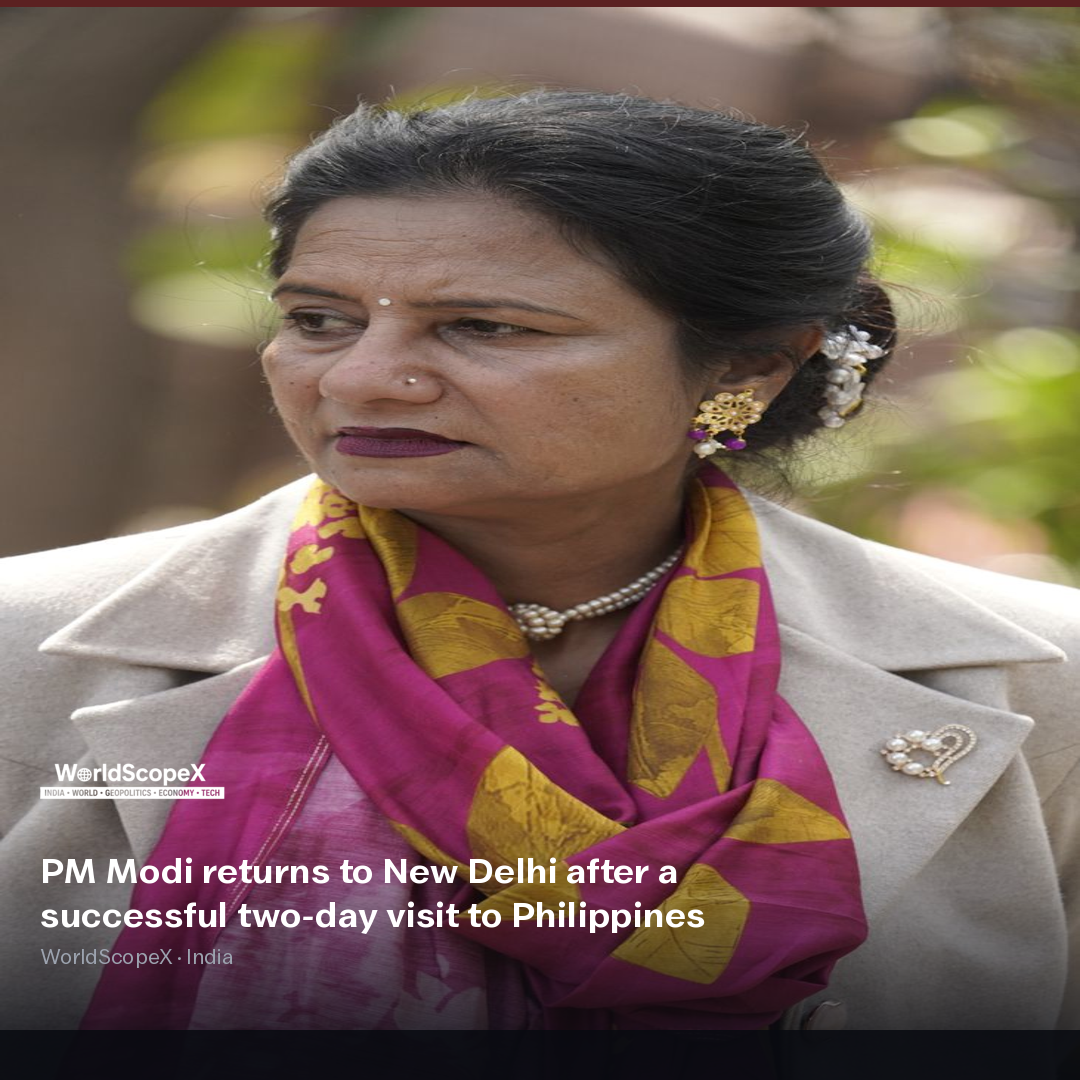 WorldScopeX
INDIA • WORLD • GEOPOLITICS • ECONOMY • TECH
PM Modi returns to New Delhi after a
successful two-day visit to Philippines
WorldScopeX · India